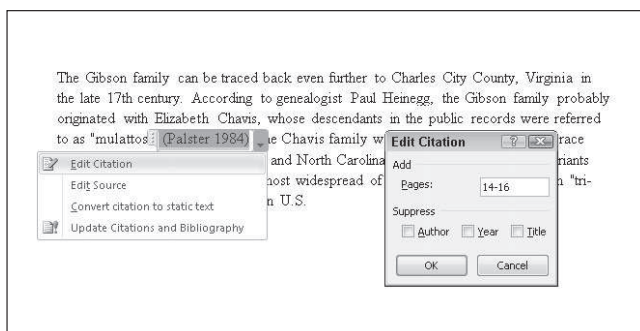 The Gibson family can be traced back even further to Charles City County, Virginia in
the late 17th century. According to genealogist Paul Heinegg, the Gibson family probably
originated with Elizabeth Chavis, whose descendants in the public records were referred
to as "mulattos (Palster 1984) e Chavis family w race
and North Carolina riants
ost widespread of n "tri-
n U.S.
Edit Citation
Edit Source
Convert citation to static text
Update Citations and Bibliography
Edit Citation
Add
Pages: 14-16
Suppress
Author Year Title
OK Cancel